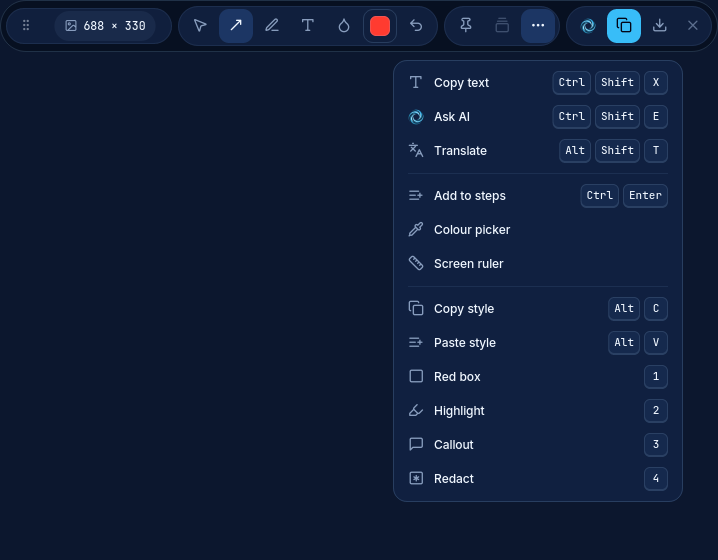 688 × 330
Copy text Ctrl Shift X
Ask AI Ctrl Shift E
Translate Alt Shift T
Add to steps Ctrl Enter
Colour picker
Screen ruler
Copy style Alt C
Paste style Alt V
Red box 1
Highlight 2
Callout 3
Redact 4